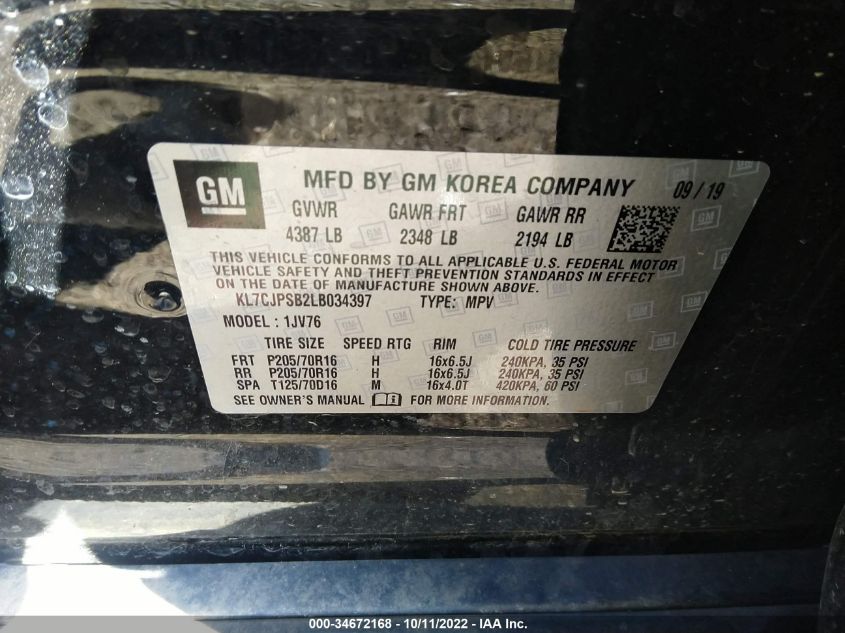 GM
MFD BY GM KOREA COMPANY 09/19
GVWR GAWR FRT GAWR RR
4387 LB 2348 LB 2194 LB
THIS VEHICLE CONFORMS TO ALL APPLICABLE U.S. FEDERAL MOTOR
VEHICLE SAFETY AND THEFT PREVENTION STANDARDS IN EFFECT
ON THE DATE OF MANUFACTURE SHOWN ABOVE.
KL7CJPSB2LB034397 TYPE: MPV
MODEL: 1JV76
TIRE SIZE SPEED RTG RIM COLD TIRE PRESSURE
FRT P205/70R16 H 16x6.5J 240KPA, 35 PSI
RR P205/70R16 H 16x6.5J 240KPA, 35 PSI
SPA T125/70D16 M 16x4.0T 420KPA, 60 PSI
SEE OWNER'S MANUAL FOR MORE INFORMATION.
000-34672168 - 10/11/2022 - IAA Inc.